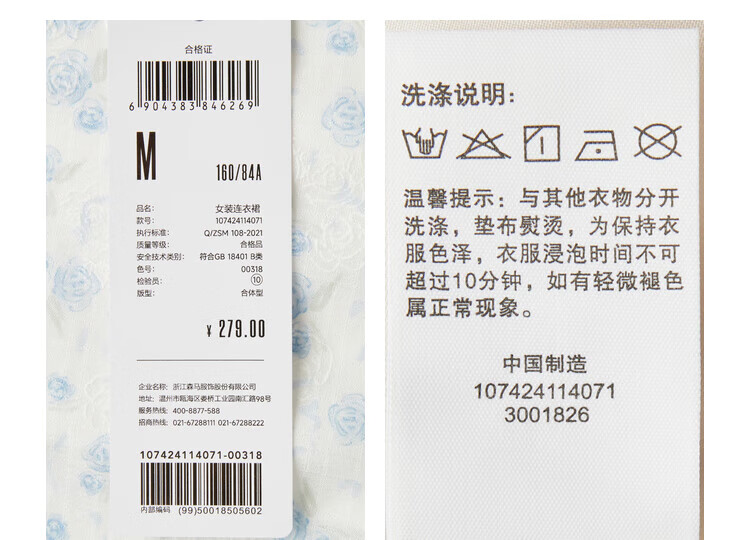 合格证
6 904383 846269
M
160/84A
品名: 女装连衣裙
款号: 107424114071
执行标准: Q/ZSM 108-2021
质量等级: 合格品
安全技术类别: 符合GB 18401 B类
色号: 00318
检验员: 10
版型: 合体型
¥ 279.00
企业名称: 浙江森马服饰股份有限公司
地址: 温州市瓯海区娄桥工业园南汇路98号
服务热线: 400-8877-588
招商热线: 021-67288111 021-67288222
107424114071-00318
内部编码 (99)50018505602
洗涤说明:
温馨提示: 与其他衣物分开
洗涤, 垫布熨烫, 为保持衣
服色泽, 衣服浸泡时间不可
超过10分钟, 如有轻微褪色
属正常现象。
中国制造
107424114071
3001826